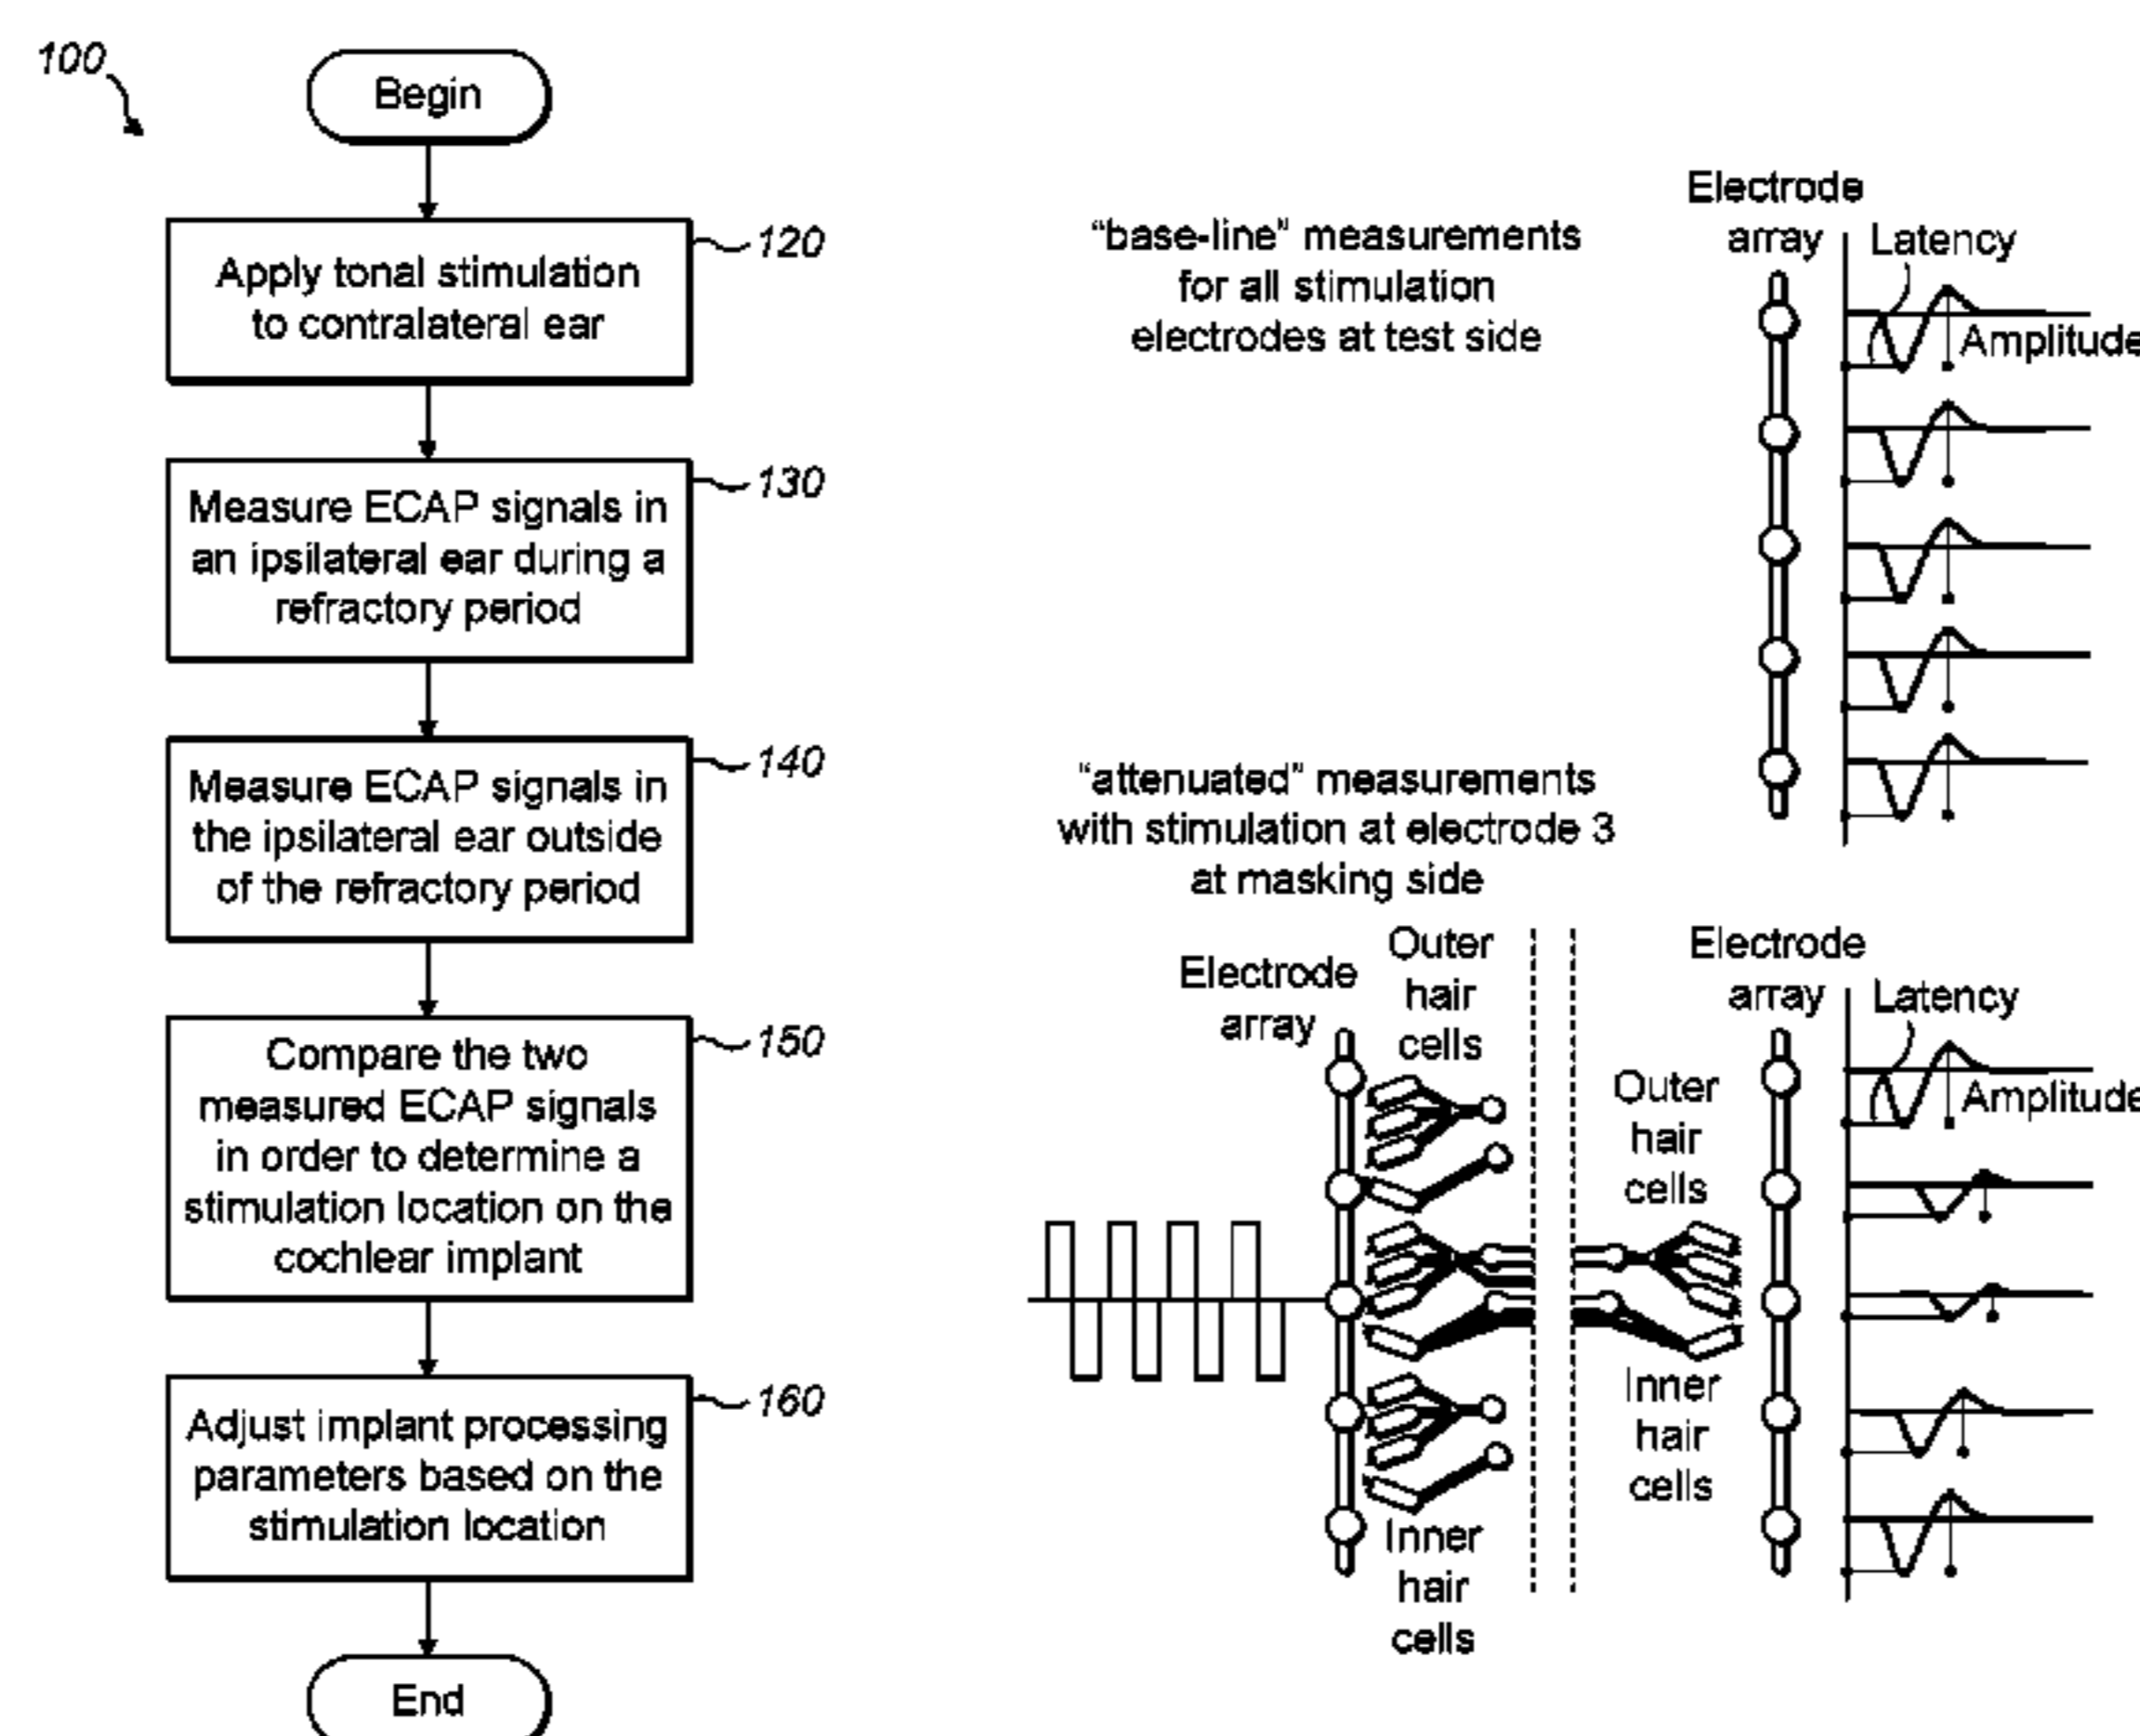 100
Begin
Apply tonal stimulation
to contralateral ear
120
Measure ECAP signals in
an ipsilateral ear during a
refractory period
130
Measure ECAP signals in
the ipsilateral ear outside
of the refractory period
140
Compare the two
measured ECAP signals
in order to determine a
stimulation location on the
cochlear implant
150
Adjust implant processing
parameters based on the
stimulation location
160
End
"base-line" measurements
for all stimulation
electrodes at test side
Electrode
array
Latency
Amplitude
"attenuated" measurements
with stimulation at electrode 3
at masking side
Electrode
array
Outer
hair
cells
Inner
hair
cells
Outer
hair
cells
Inner
hair
cells
Electrode
array
Latency
Amplitude